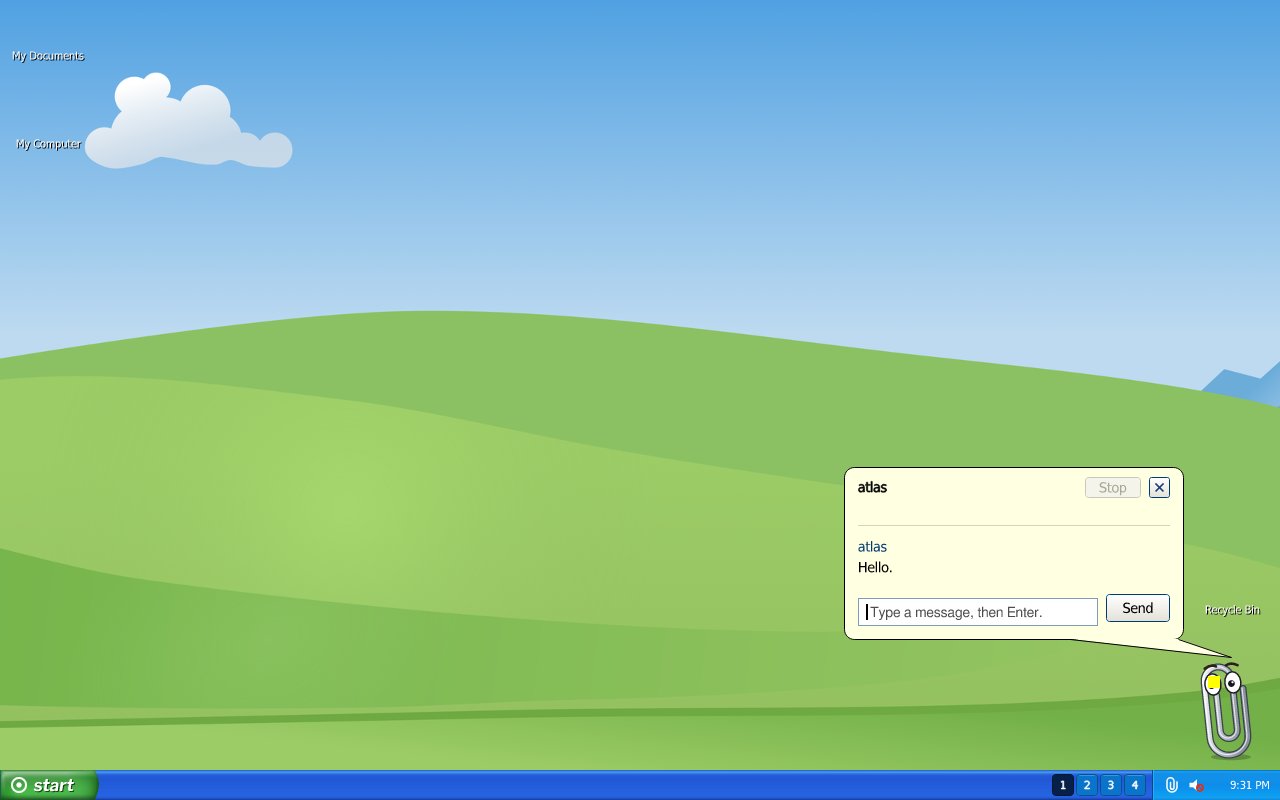 My Documents
My Computer
atlas
Stop
atlas
Hello.
Type a message, then Enter.
Send
Recycle Bin
start
1 2 3 4
9:31 PM